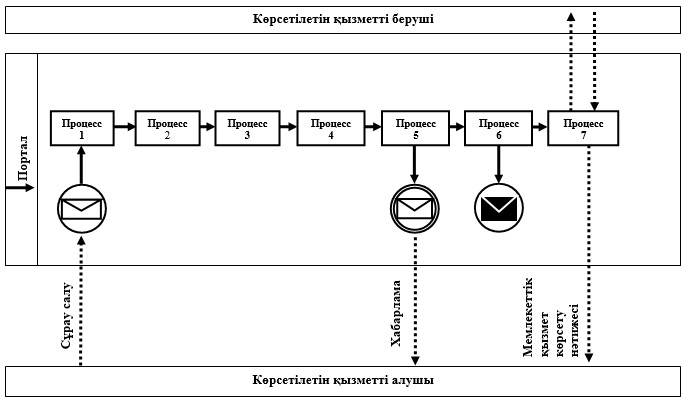 Көрсетілетін қызметті беруші
Портал
Процесс
1
Процесс
2
Процесс
3
Процесс
4
Процесс
5
Процесс
6
Процесс
7
Сұрау салу
Хабарлама
Мемлекеттік
қызмет
көрсету
нәтижесі
Көрсетілетін қызметті алушы